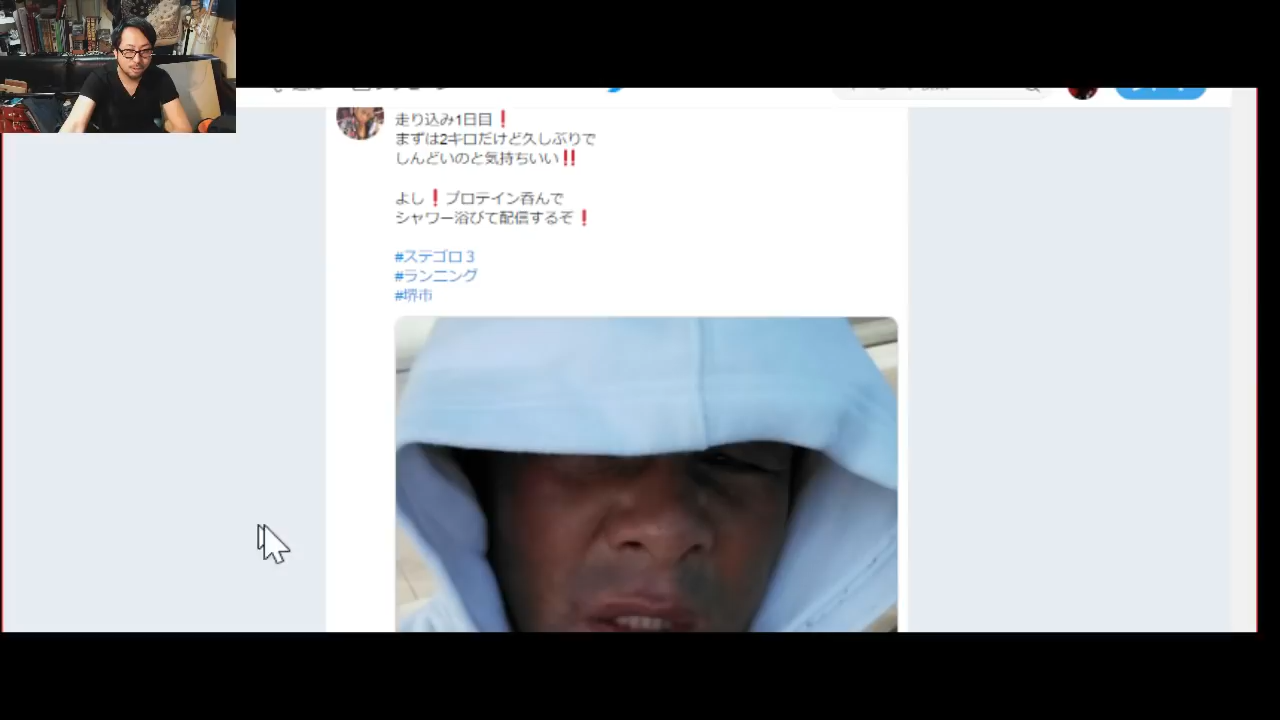 走り込み1日目❗
まずは2キロだけど久しぶりで
しんどいのと気持ちいい‼️
よし❗プロテイン呑んで
シャワー浴びて配信するぞ❗
#ステゴロ３
#ランニング
#堺市